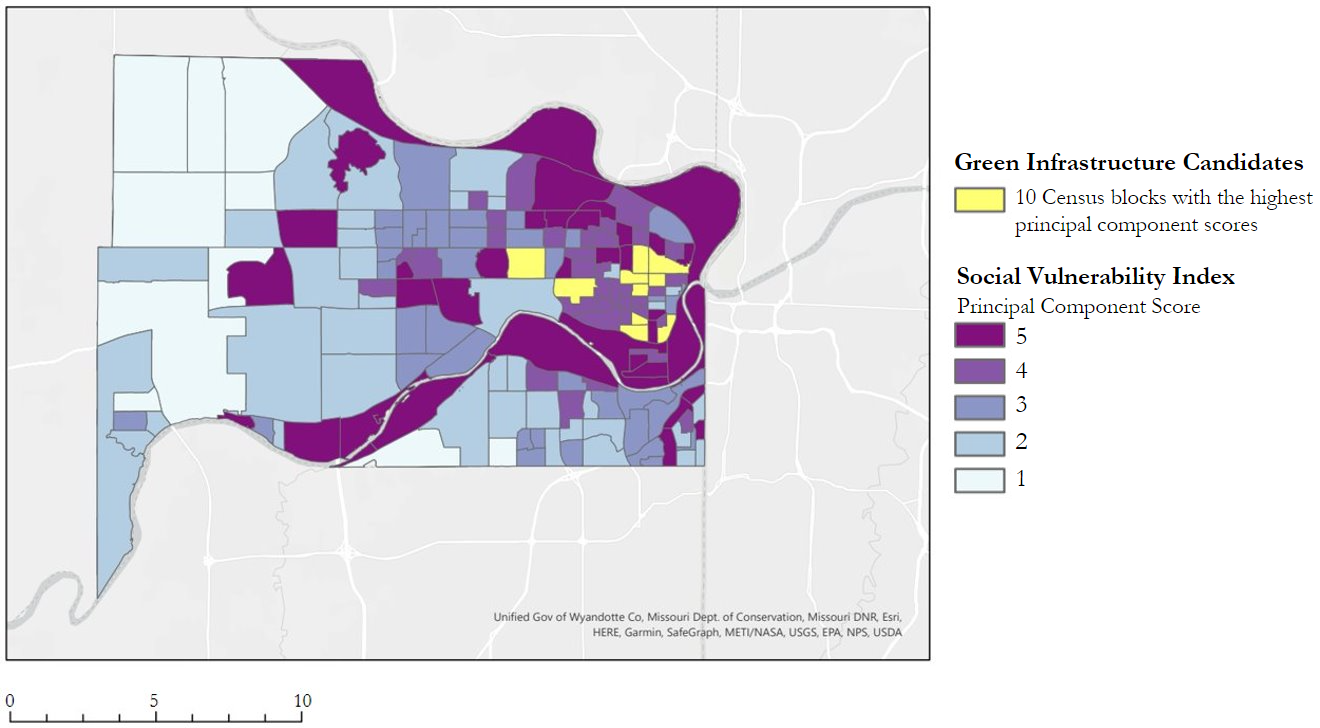 Green Infrastructure Candidates
10 Census blocks with the highest
principal component scores
Social Vulnerability Index
Principal Component Score
5
4
3
2
1
Unified Gov of Wyandotte Co, Missouri Dept. of Conservation, Missouri DNR, Esri,
HERE, Garmin, SafeGraph, METI/NASA, USGS, EPA, NPS, USDA
0 5 10